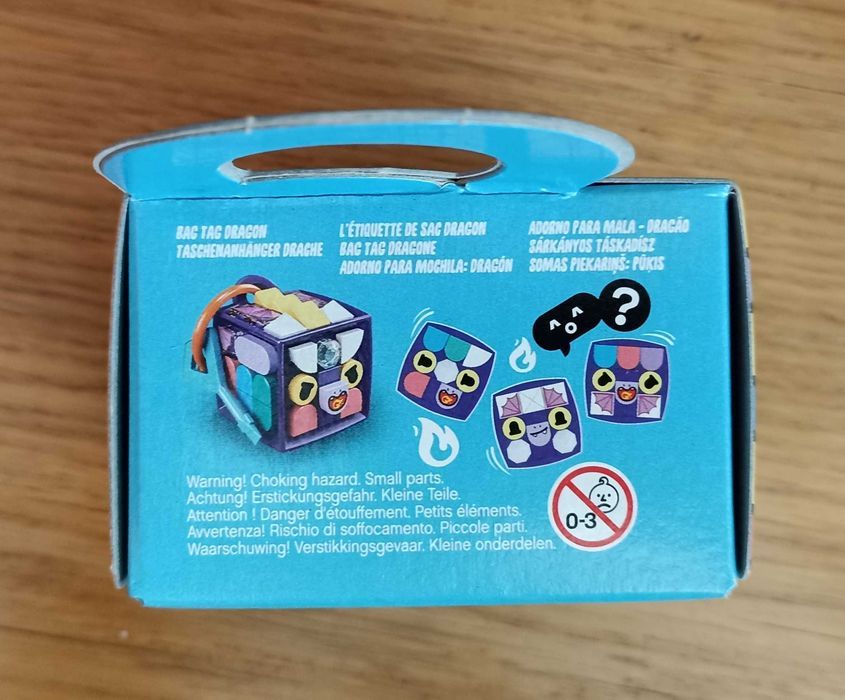 BAG TAG DRAGON
TASCHENANHÄNGER DRACHE
L'ÉTIQUETTE DE SAC DRAGON
BAG TAG DRAGONE
ADORNO PARA MOCHILA: DRAGÓN
ADORNO PARA MALA - DRAGÃO
SÁRKÁNYOS TÁSKADÍSZ
SOMAS PIEKARIŅŠ: PŪĶIS
?
Warning! Choking hazard. Small parts.
Achtung! Erstickungsgefahr. Kleine Teile.
Attention ! Danger d'étouffement. Petits éléments.
Avvertenza! Rischio di soffocamento. Piccole parti.
Waarschuwing! Verstikkingsgevaar. Kleine onderdelen.
0-3